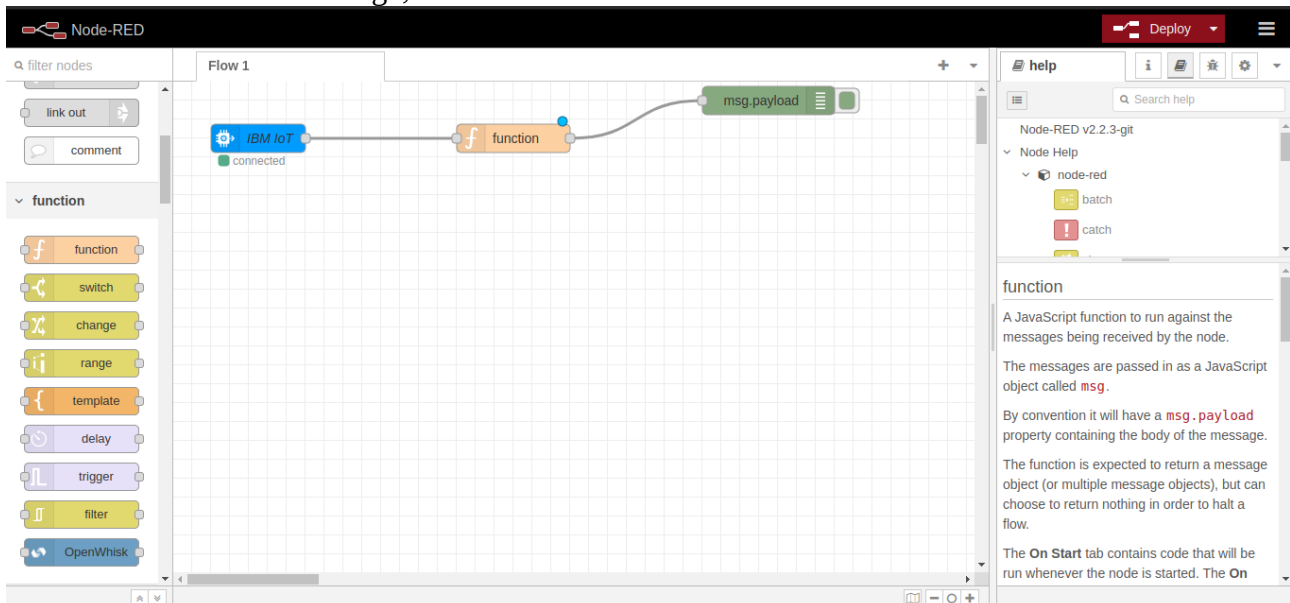 Node-RED
Deploy
filter nodes
link out
comment
function
function
switch
change
range
template
delay
trigger
filter
OpenWhisk
Flow 1
IBM IoT
connected
function
msg.payload
help
i
Search help
Node-RED v2.2.3-git
Node Help
node-red
batch
catch
function
A JavaScript function to run against the
messages being received by the node.
The messages are passed in as a JavaScript
object called msg.
By convention it will have a msg.payload
property containing the body of the message.
The function is expected to return a message
object (or multiple message objects), but can
choose to return nothing in order to halt a
flow.
The On Start tab contains code that will be
run whenever the node is started. The On